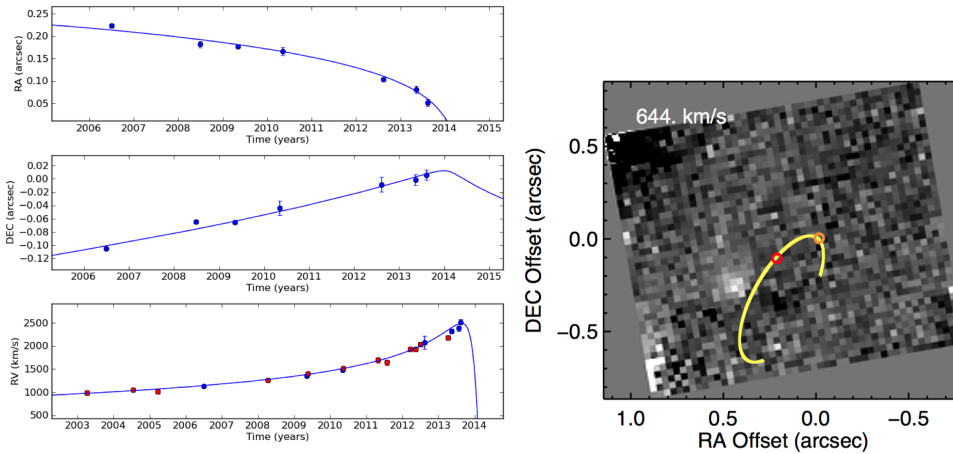 0.25
0.20
0.15
0.10
0.05
RA (arcsec)
2006 2007 2008 2009 2010 2011 2012 2013 2014 2015
Time (years)
0.02
0.00
−0.02
−0.04
−0.06
−0.08
−0.10
−0.12
DEC (arcsec)
2006 2007 2008 2009 2010 2011 2012 2013 2014 2015
Time (years)
2500
2000
1500
1000
500
RV (km/s)
2003 2004 2005 2006 2007 2008 2009 2010 2011 2012 2013 2014
Time (years)
644. km/s
0.5
0.0
−0.5
DEC Offset (arcsec)
1.0 0.5 0.0 −0.5
RA Offset (arcsec)